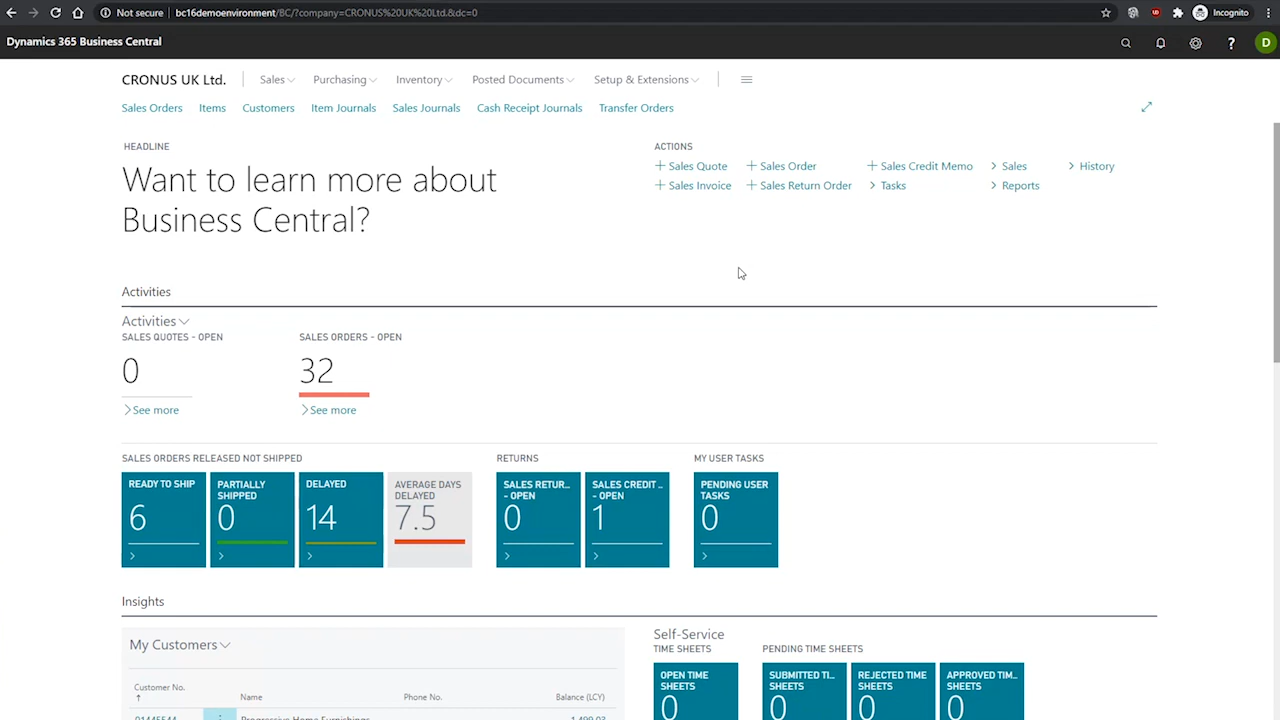 Not secure | bc16demoenvironment/BC/?company=CRONUS%20UK%20Ltd.&dc=0
Incognito
Dynamics 365 Business Central
?
D
CRONUS UK Ltd.
Sales
Purchasing
Inventory
Posted Documents
Setup & Extensions
Sales Orders
Items
Customers
Item Journals
Sales Journals
Cash Receipt Journals
Transfer Orders
HEADLINE
Want to learn more about
Business Central?
ACTIONS
+ Sales Quote
+ Sales Order
+ Sales Credit Memo
> Sales
> History
+ Sales Invoice
+ Sales Return Order
> Tasks
> Reports
Activities
Activities
SALES QUOTES - OPEN
0
> See more
SALES ORDERS - OPEN
32
> See more
SALES ORDERS RELEASED NOT SHIPPED
READY TO SHIP
6
PARTIALLY
SHIPPED
0
DELAYED
14
AVERAGE DAYS
DELAYED
7.5
RETURNS
SALES RETUR...
- OPEN
0
SALES CREDIT ...
- OPEN
1
MY USER TASKS
PENDING USER
TASKS
0
Insights
My Customers
Customer No.
Name
Phone No.
Balance (LCY)
01445544
Progressive Home Furnishings
1,499.03
Self-Service
TIME SHEETS
OPEN TIME
SHEETS
0
PENDING TIME SHEETS
SUBMITTED TI...
SHEETS
0
REJECTED TIME
SHEETS
0
APPROVED TIM...
SHEETS
0